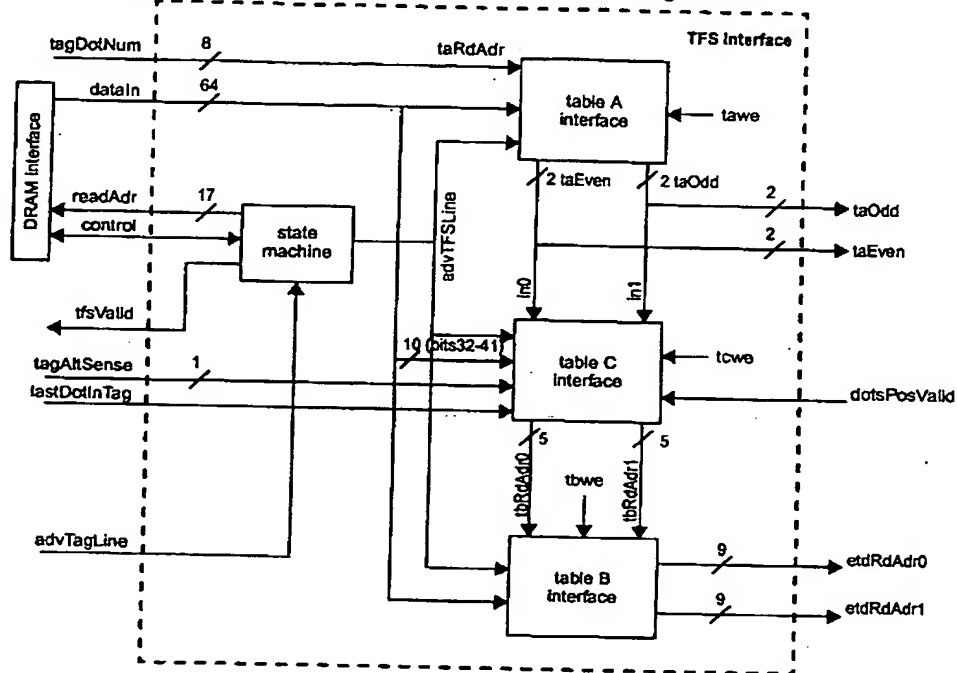 TFS Interface
tagDotNum
8
taRdAdr
dataIn
64
table A
interface
tawe
DRAM Interface
2 taEven
2 taOdd
readAdr
17
2
taOdd
control
state
machine
advTFSLine
2
taEven
in0
in1
tfsValid
10 (bits32-41)
table C
interface
tcwe
tagAltSense
1
lastDotInTag
dotsPosValid
5
5
tbRdAdr0
tbwe
tbRdAdr1
advTagLine
table B
interface
9
etdRdAdr0
9
etdRdAdr1